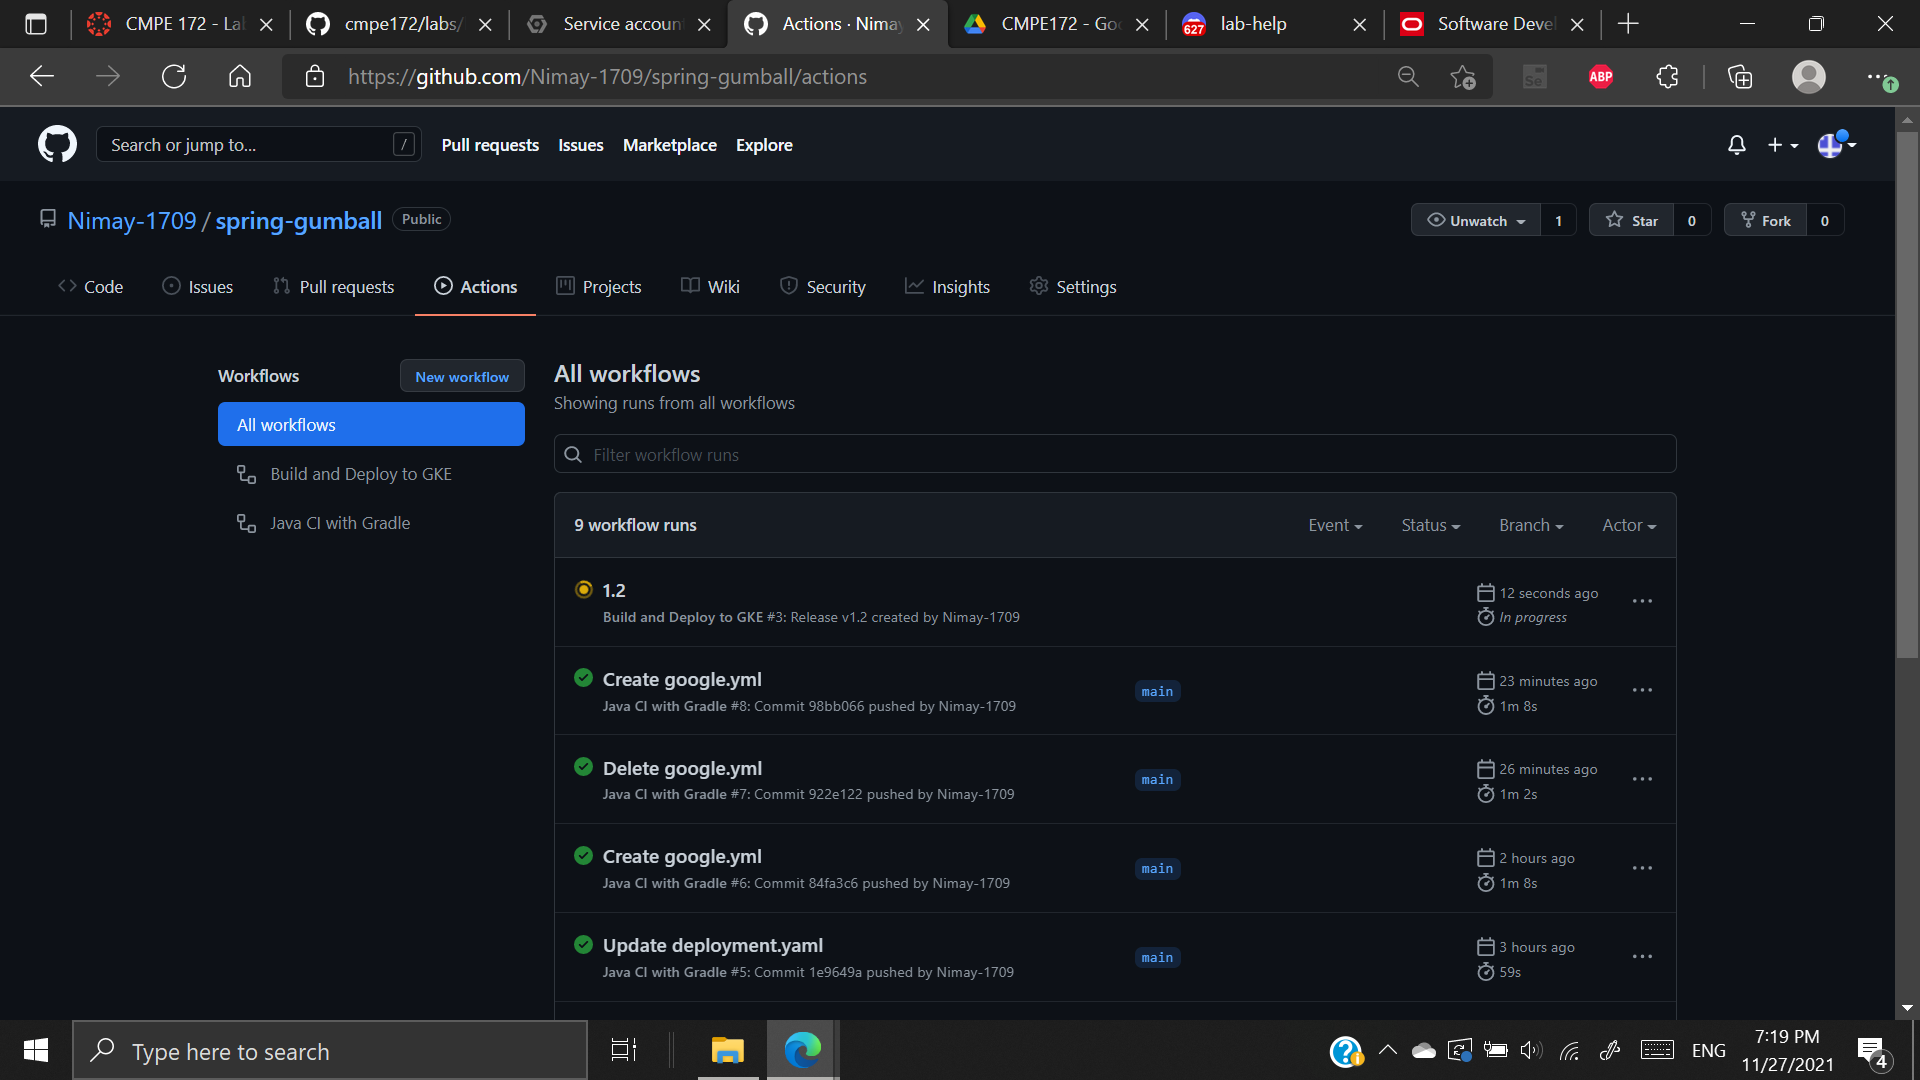 CMPE 172 - Lal
cmpe172/labs/
Service accoun
Actions · Nimay
CMPE172 - Goo
627
lab-help
Software Devel
https://github.com/Nimay-1709/spring-gumball/actions
Se
ABP
Search or jump to...
/
Pull requests
Issues
Marketplace
Explore
Nimay-1709 / spring-gumball
Public
Unwatch
1
Star
0
Fork
0
Code
Issues
Pull requests
Actions
Projects
Wiki
Security
Insights
Settings
Workflows
New workflow
All workflows
Build and Deploy to GKE
Java CI with Gradle
All workflows
Showing runs from all workflows
Filter workflow runs
9 workflow runs
Event
Status
Branch
Actor
1.2
Build and Deploy to GKE #3: Release v1.2 created by Nimay-1709
12 seconds ago
In progress
Create google.yml
Java CI with Gradle #8: Commit 98bb066 pushed by Nimay-1709
main
23 minutes ago
1m 8s
Delete google.yml
Java CI with Gradle #7: Commit 922e122 pushed by Nimay-1709
main
26 minutes ago
1m 2s
Create google.yml
Java CI with Gradle #6: Commit 84fa3c6 pushed by Nimay-1709
main
2 hours ago
1m 8s
Update deployment.yaml
Java CI with Gradle #5: Commit 1e9649a pushed by Nimay-1709
main
3 hours ago
59s
Type here to search
ENG
7:19 PM
11/27/2021
4